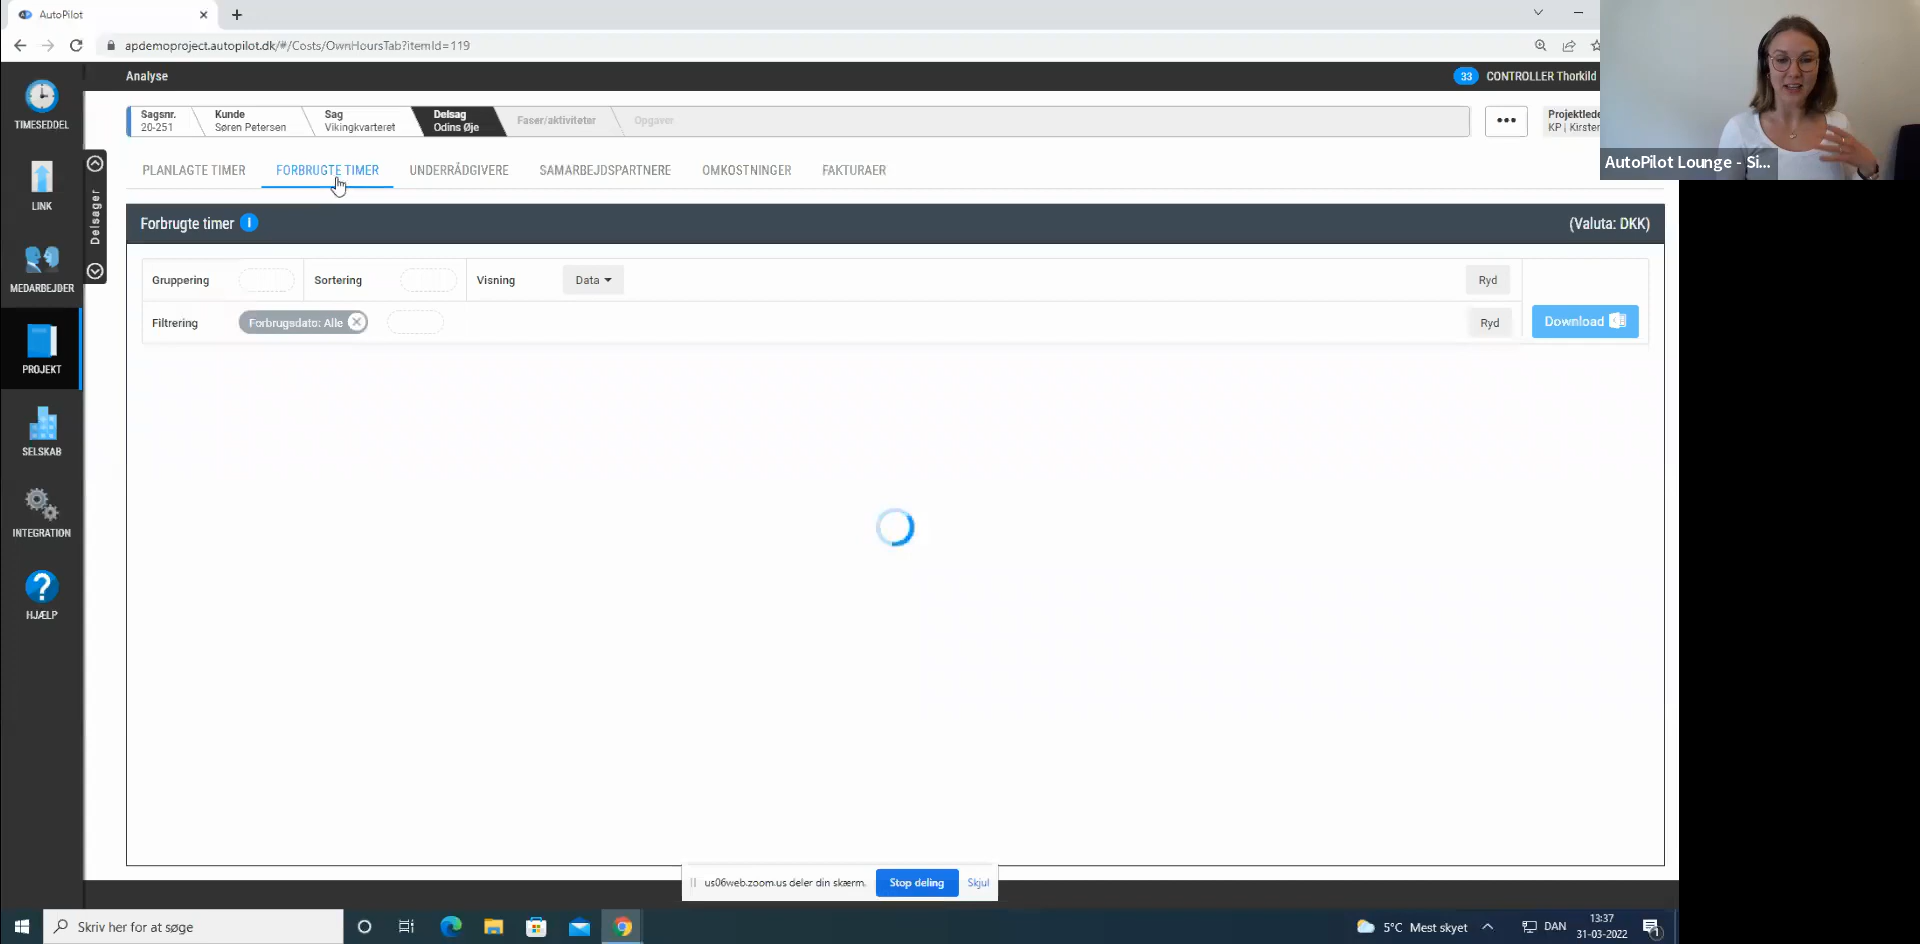 AutoPilot
apdemoproject.autopilot.dk/#/Costs/OwnHoursTab?itemId=119
Analyse
33 CONTROLLER Thorkild
TIMESEDDEL
LINK
MEDARBEJDER
PROJEKT
SELSKAB
INTEGRATION
HJÆLP
Delsager
Sagsnr.
20-251
Kunde
Søren Petersen
Sag
Vikingkvarteret
Delsag
Odins Øje
Faser/aktiviteter
Opgaver
•••
Projektlede
KP | Kirsten
AutoPilot Lounge - Si...
PLANLAGTE TIMER FORBRUGTE TIMER UNDERRÅDGIVERE SAMARBEJDSPARTNERE OMKOSTNINGER FAKTURAER
Forbrugte timer (Valuta: DKK)
Gruppering Sortering Visning Data Ryd
Filtrering Forbrugsdato: Alle Ryd Download
us06web.zoom.us deler din skærm. Stop deling Skjul
Skriv her for at søge
5°C Mest skyet DAN
13:37
31-03-2022
1